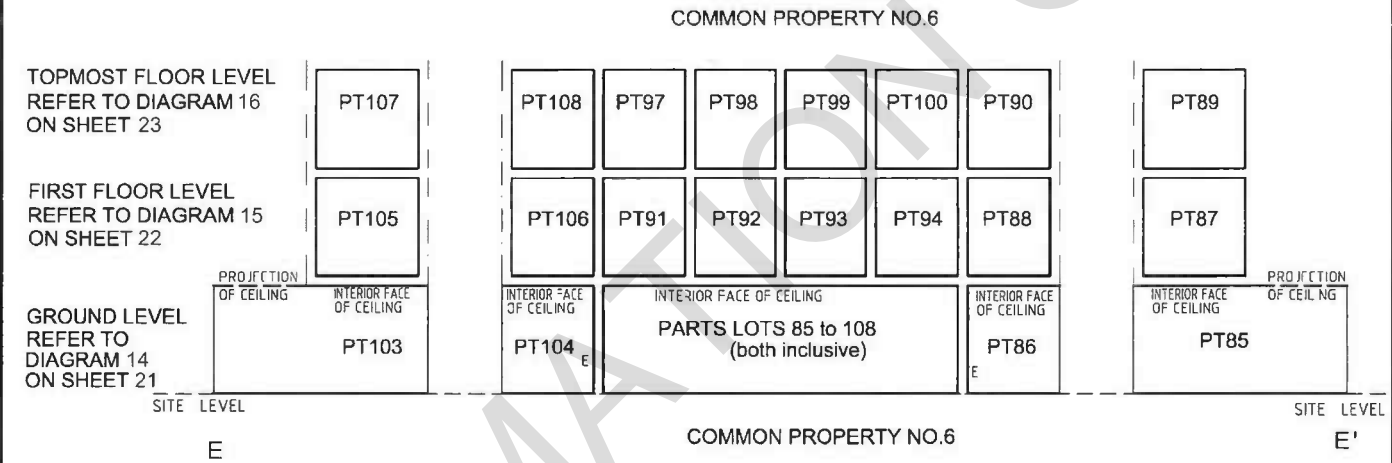 COMMON PROPERTY NO.6
TOPMOST FLOOR LEVEL
REFER TO DIAGRAM 16
ON SHEET 23
PT107
PT108
PT97
PT98
PT99
PT100
PT90
PT89
FIRST FLOOR LEVEL
REFER TO DIAGRAM 15
ON SHEET 22
PT105
PT106
PT91
PT92
PT93
PT94
PT88
PT87
PROJECTION
OF CEILING
INTERIOR FACE
OF CEILING
INTERIOR FACE
OF CEILING
INTERIOR FACE OF CEILING
INTERIOR FACE
OF CEILING
INTERIOR FACE
OF CEILING
PROJECTION
OF CEILING
GROUND LEVEL
REFER TO
DIAGRAM 14
ON SHEET 21
PT103
PT104
E
PARTS LOTS 85 to 108
(both inclusive)
PT86
E
PT85
SITE LEVEL
SITE LEVEL
E
COMMON PROPERTY NO.6
E'